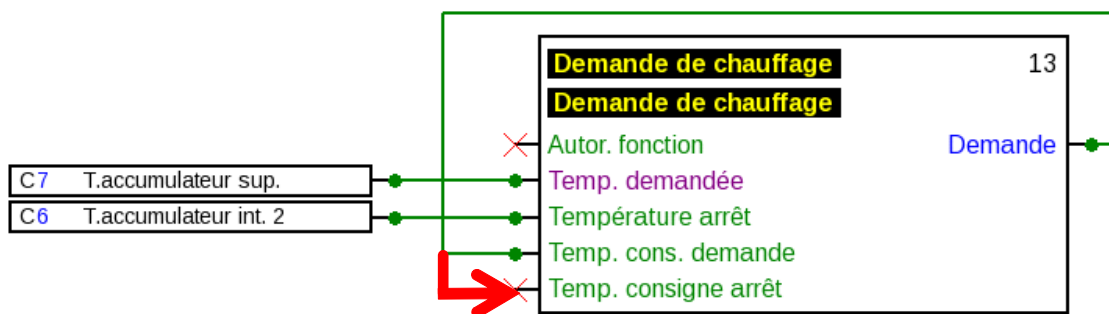 Demande de chauffage 13
Demande de chauffage
Autor. fonction Demande
C7 T.accumulateur sup. Temp. demandée
C6 T.accumulateur int. 2 Température arrêt
Temp. cons. demande
Temp. consigne arrêt